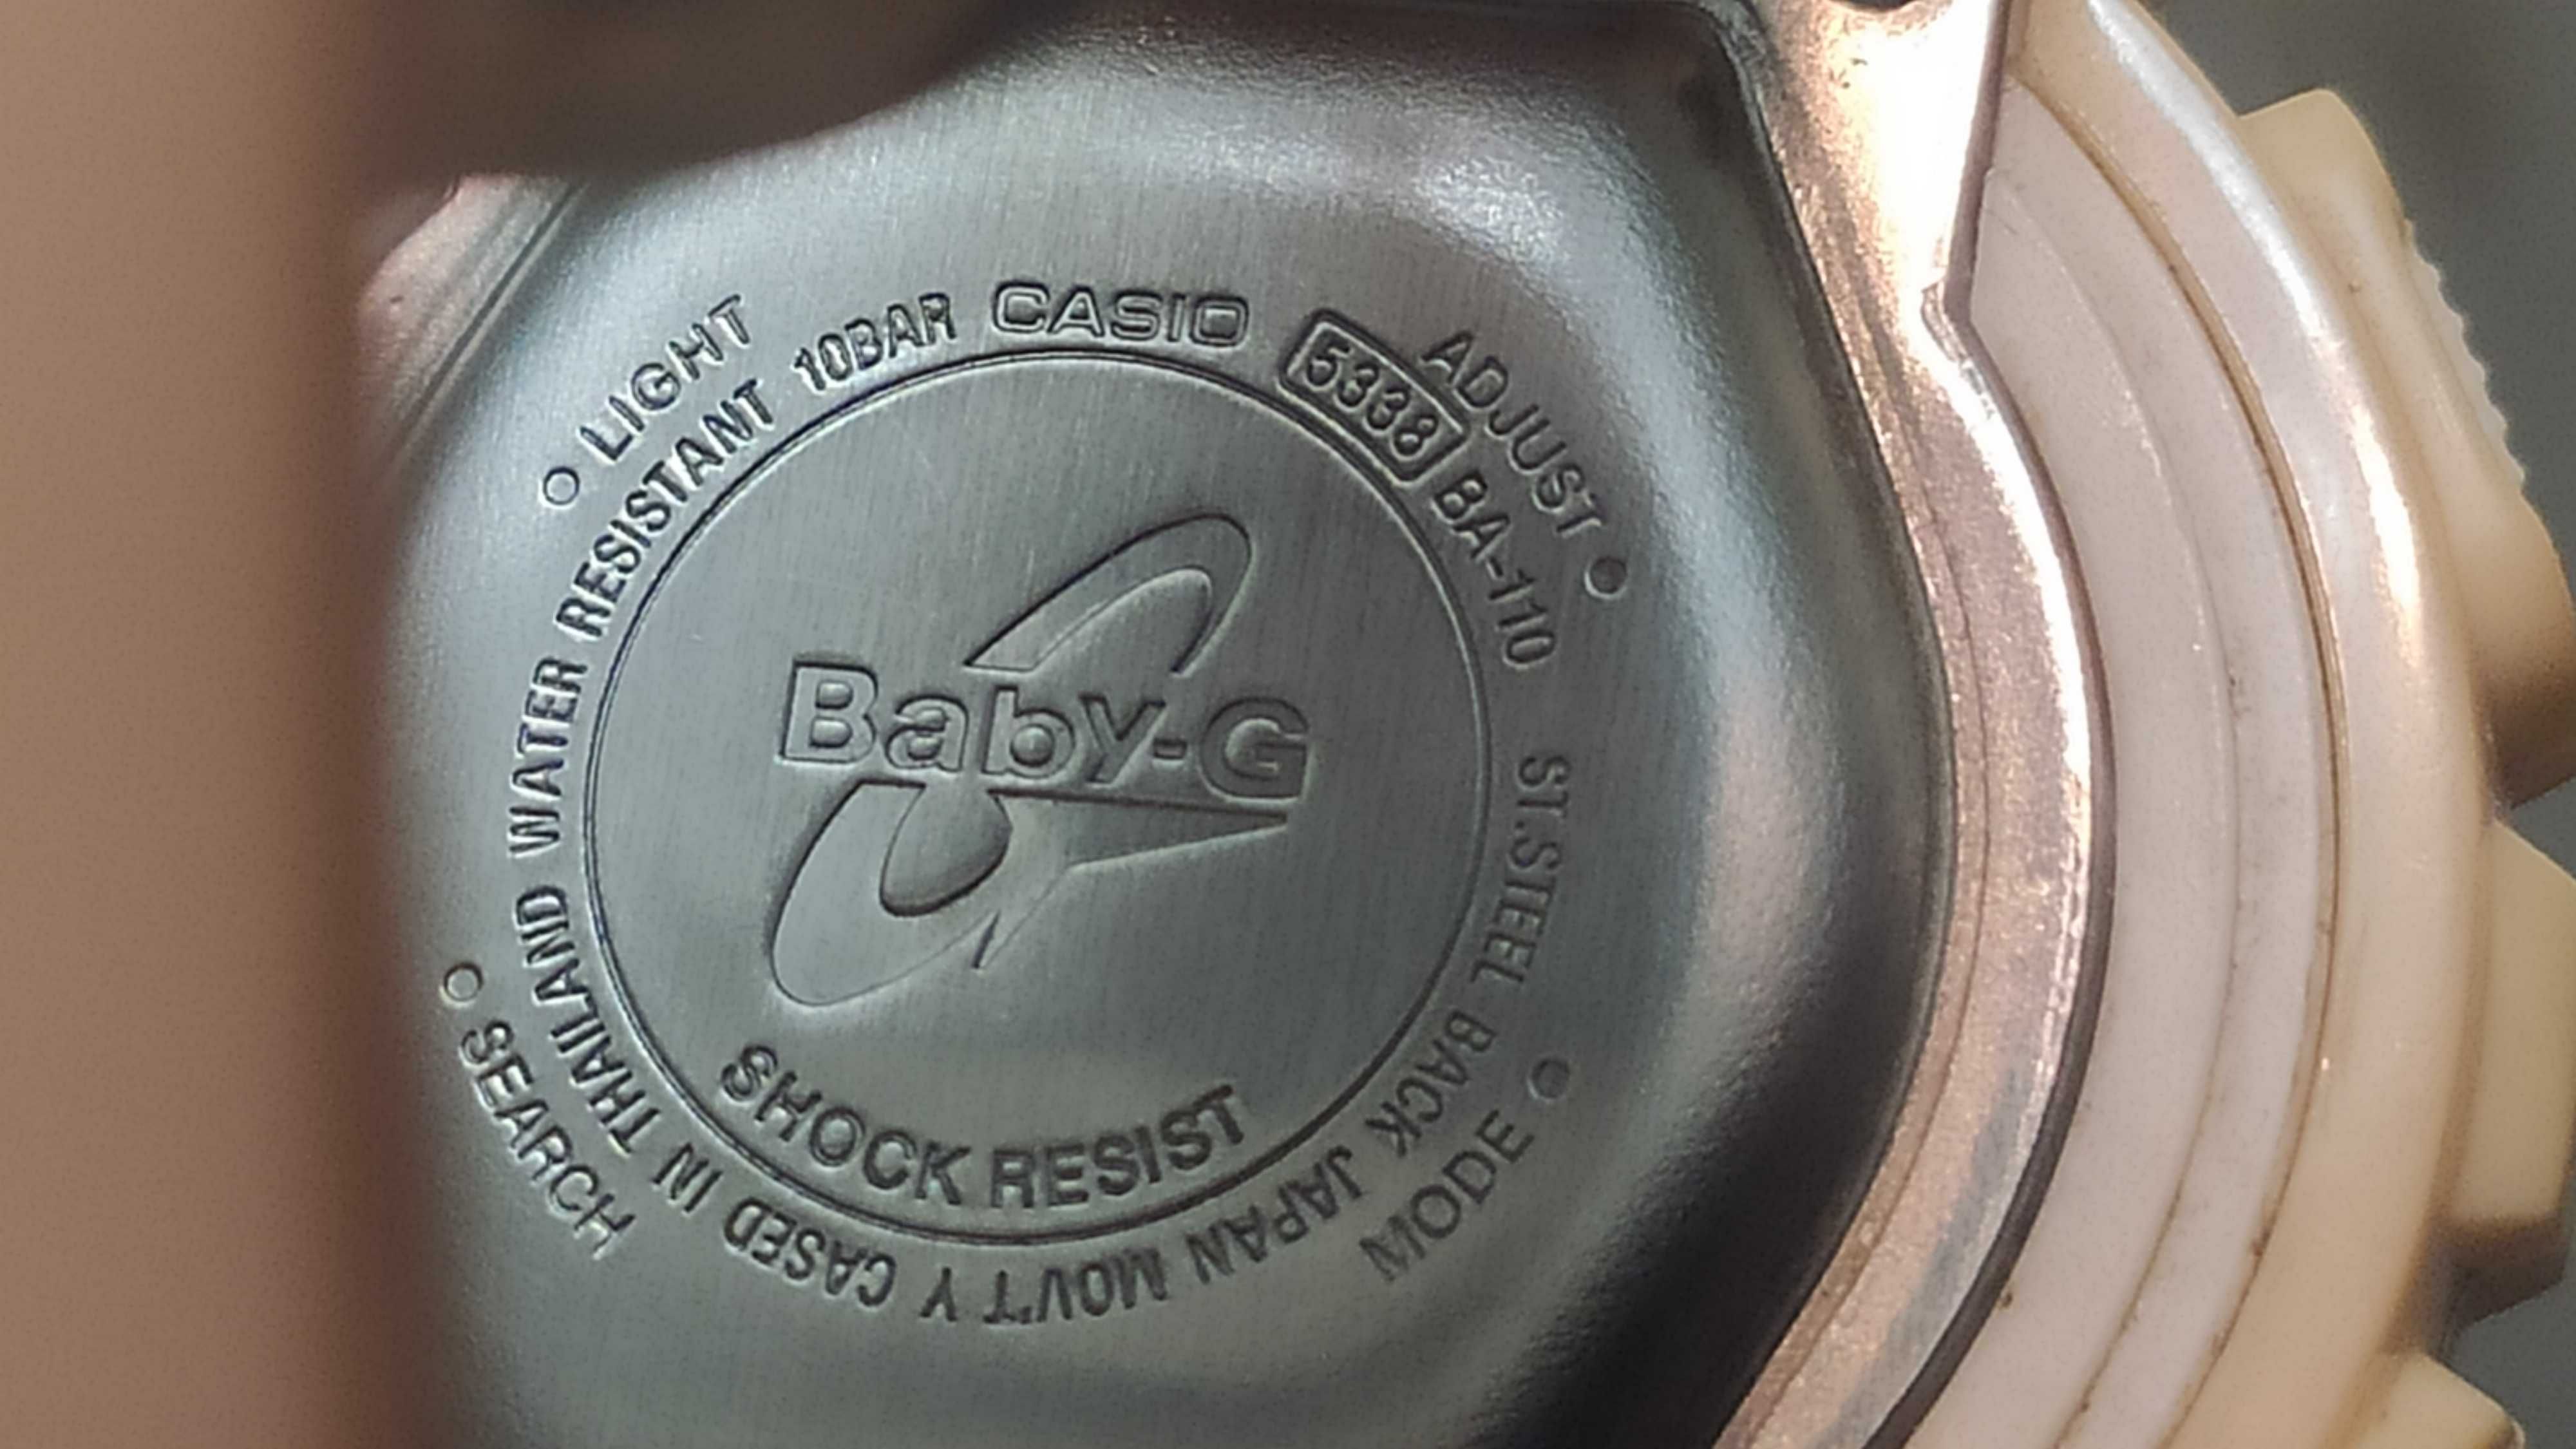 LIGHT
ADJUST
CASIO 5338 BA-110 ST.STEEL BACK JAPAN MOV'T Y CASED IN THAILAND WATER RESISTANT 10BAR
Baby-G
SHOCK RESIST
SEARCH
MODE